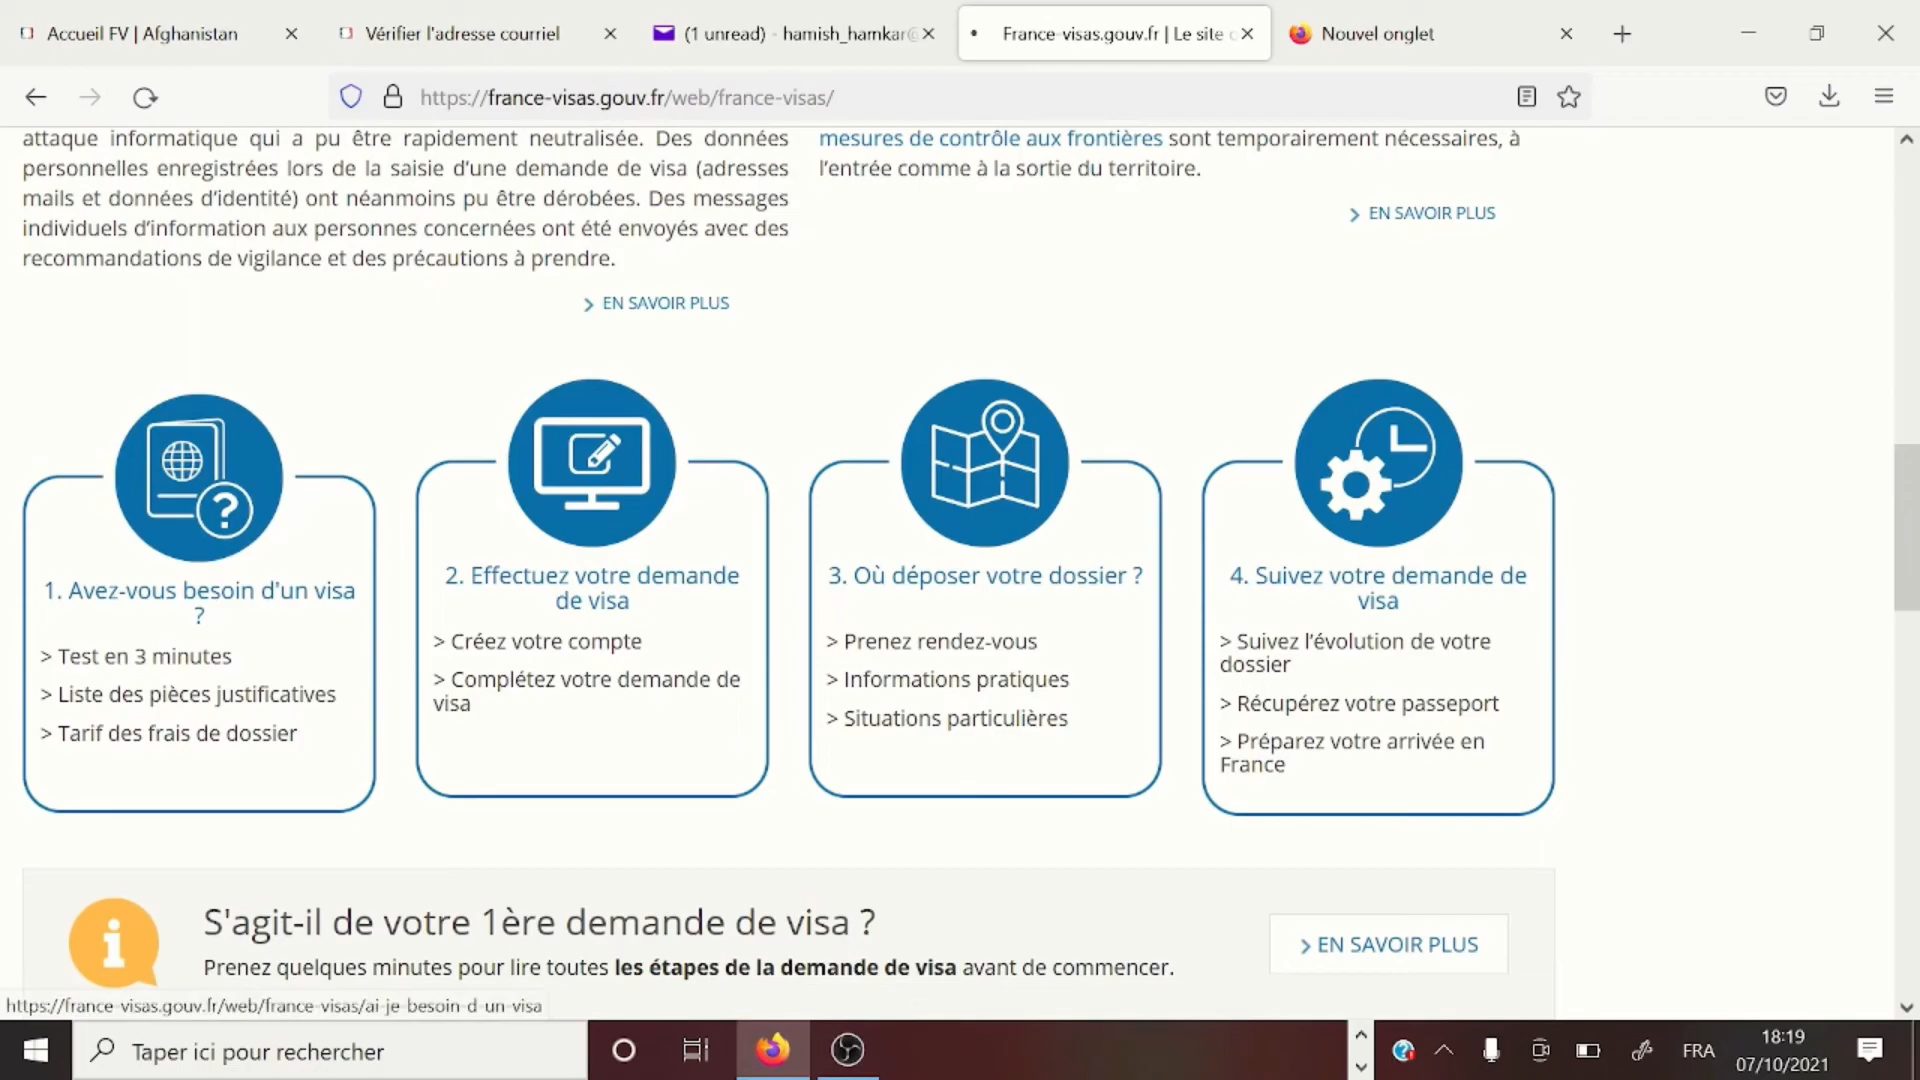 Accueil FV | Afghanistan
Vérifier l'adresse courriel
(1 unread) - hamish_hamkar@
France-visas.gouv.fr | Le site
Nouvel onglet
https://france-visas.gouv.fr/web/france-visas/
attaque informatique qui a pu être rapidement neutralisée. Des données
personnelles enregistrées lors de la saisie d'une demande de visa (adresses
mails et données d'identité) ont néanmoins pu être dérobées. Des messages
individuels d'information aux personnes concernées ont été envoyés avec des
recommandations de vigilance et des précautions à prendre.
> EN SAVOIR PLUS
mesures de contrôle aux frontières sont temporairement nécessaires, à
l'entrée comme à la sortie du territoire.
> EN SAVOIR PLUS
1. Avez-vous besoin d'un visa
?
> Test en 3 minutes
> Liste des pièces justificatives
> Tarif des frais de dossier
2. Effectuez votre demande
de visa
> Créez votre compte
> Complétez votre demande de
visa
3. Où déposer votre dossier ?
> Prenez rendez-vous
> Informations pratiques
> Situations particulières
4. Suivez votre demande de
visa
> Suivez l'évolution de votre
dossier
> Récupérez votre passeport
> Préparez votre arrivée en
France
S'agit-il de votre 1ère demande de visa ?
Prenez quelques minutes pour lire toutes les étapes de la demande de visa avant de commencer.
> EN SAVOIR PLUS
https://france-visas.gouv.fr/web/france-visas/ai-je-besoin-d-un-visa
Taper ici pour rechercher
FRA
18:19
07/10/2021